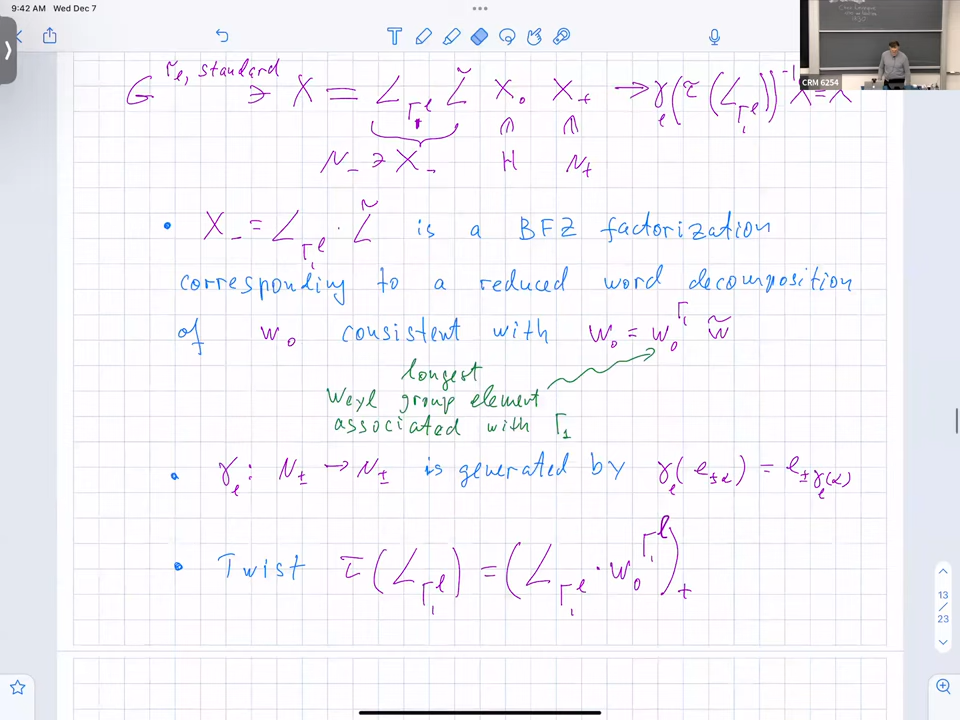 9:42 AM Wed Dec 7
CRM 6254
G^{r_ℓ, standard} ∋ X = L_{Γ_1^ℓ} L̃ X_0 X_+ → γ_ℓ(τ(L_{Γ_1^ℓ}))^{-1} X = X
N_- ∋ X_- H N_+
• X_- = L_{Γ_1^ℓ} · L̃ is a BFZ factorization
corresponding to a reduced word decomposition
of w_0 consistent with w_0 = w_0^{Γ_1} w̃
longest
Weyl group element
associated with Γ_1
• γ_ℓ : N_± → N_± is generated by γ_ℓ(e_{±α}) = e_{±γ_ℓ(α)}
• Twist τ(L_{Γ_1^ℓ}) = (L_{Γ_1^ℓ} · w_0^{Γ_1^ℓ})_+
13
/
23